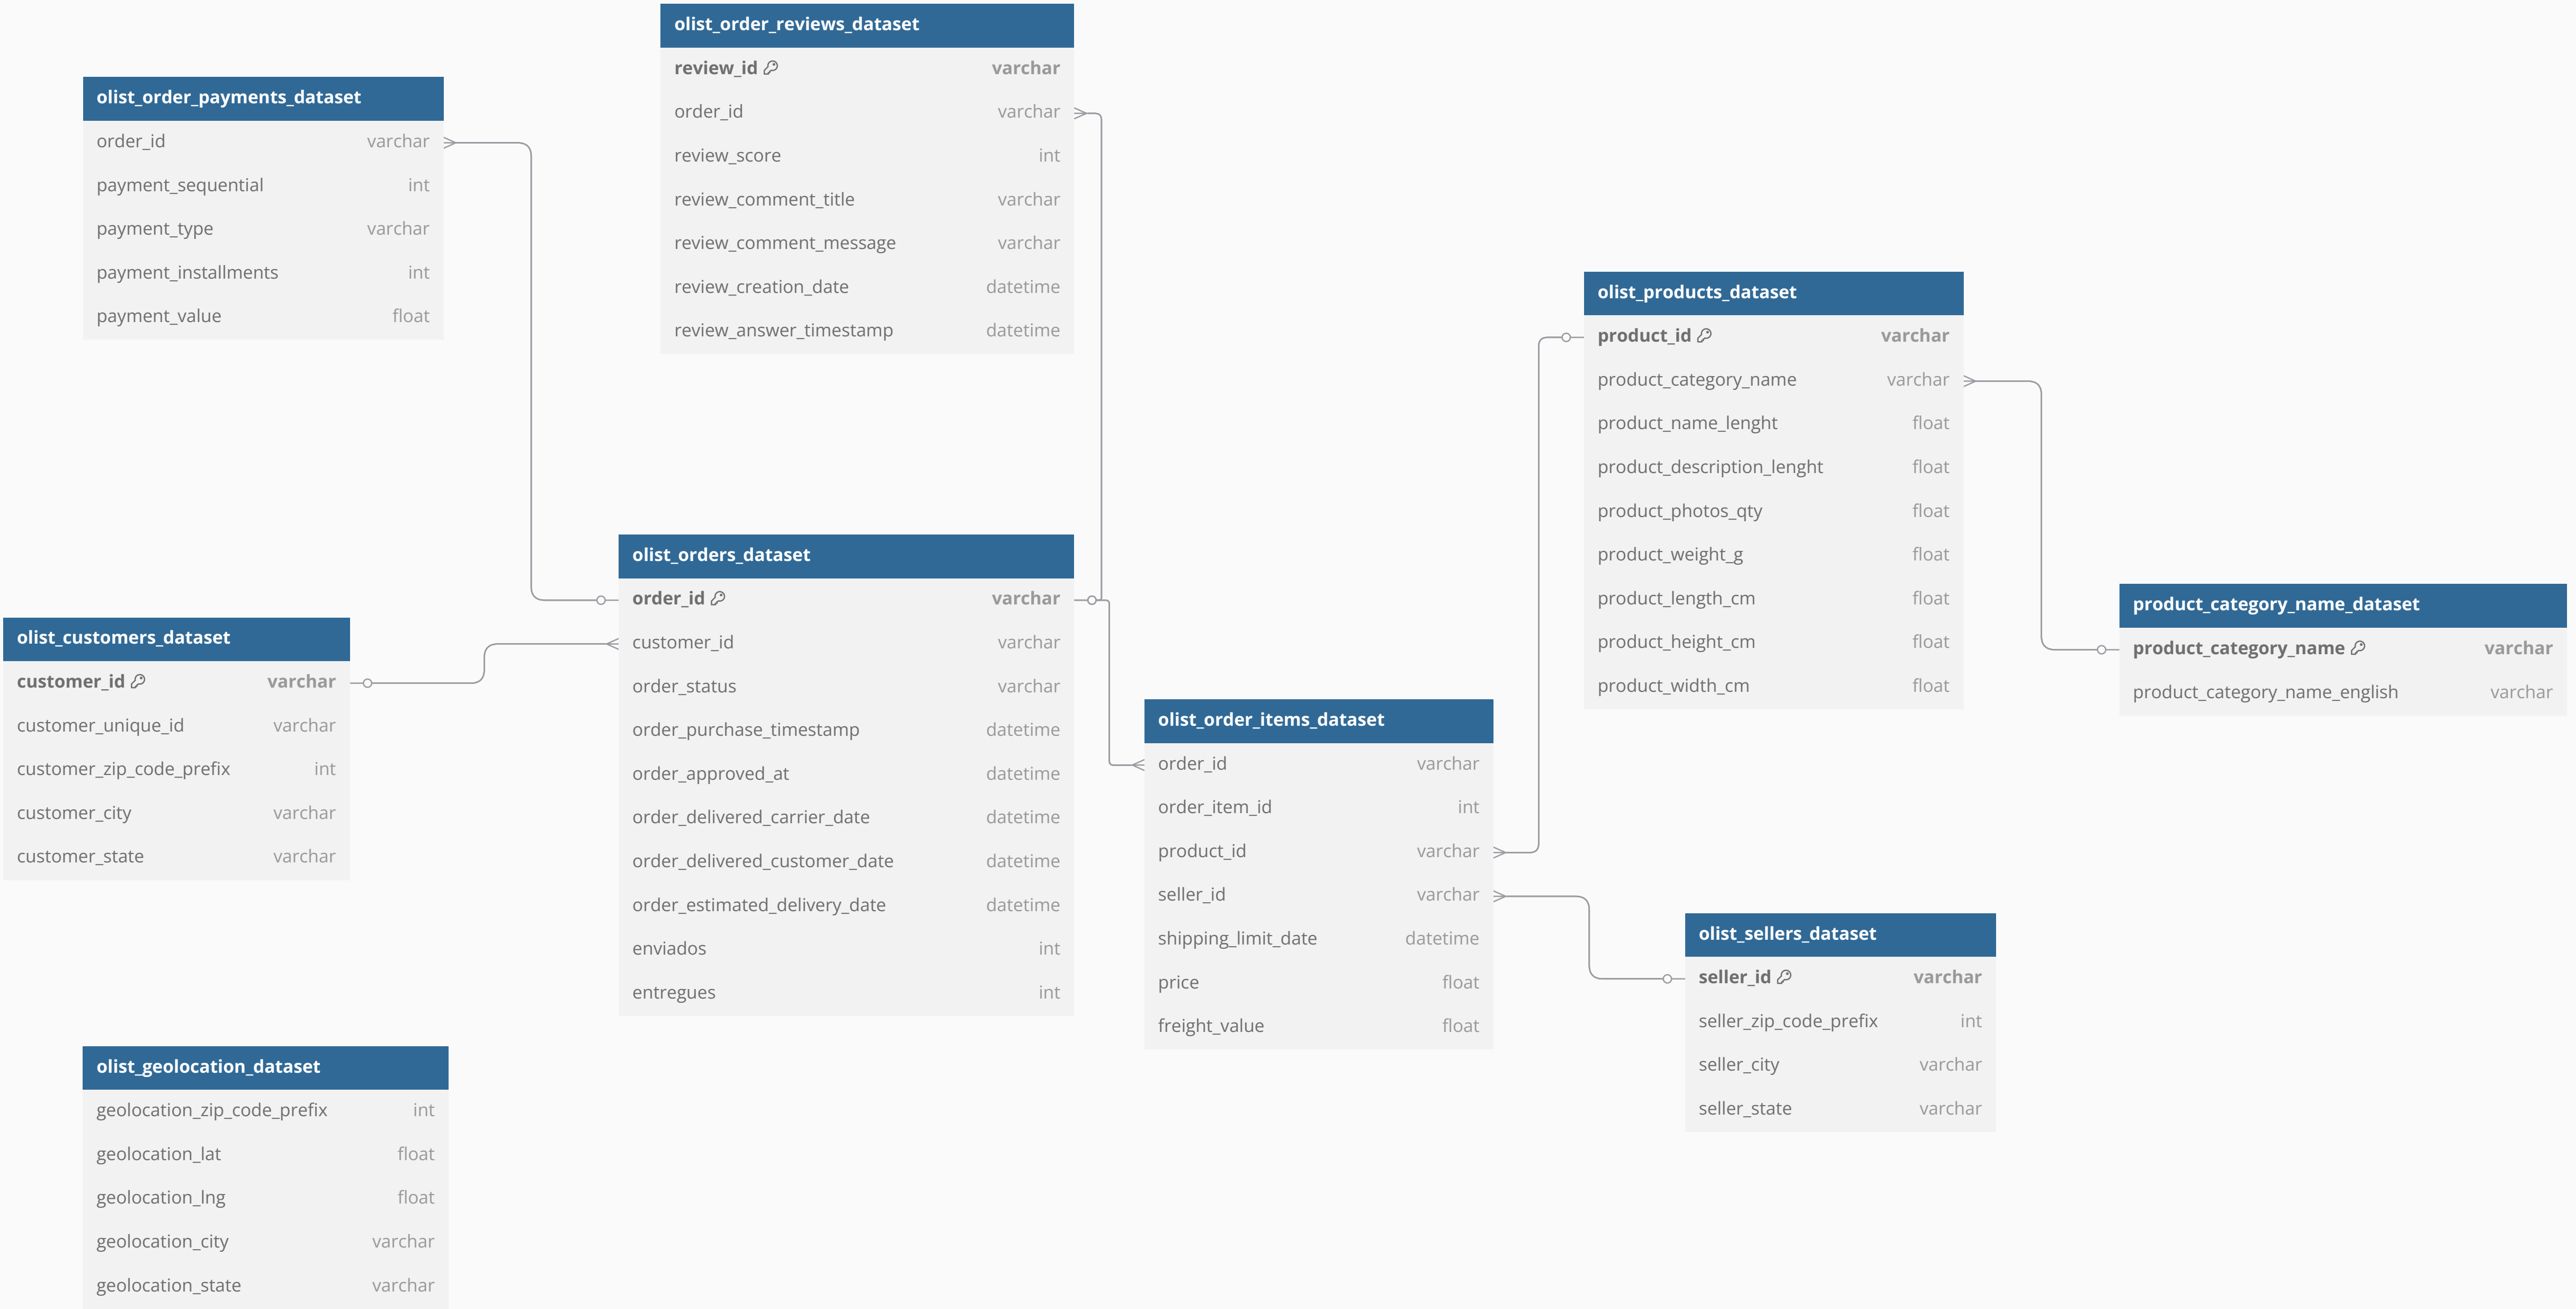 olist_order_reviews_dataset
review_id varchar
order_id varchar
review_score int
review_comment_title varchar
review_comment_message varchar
review_creation_date datetime
review_answer_timestamp datetime
olist_order_payments_dataset
order_id varchar
payment_sequential int
payment_type varchar
payment_installments int
payment_value float
olist_products_dataset
product_id varchar
product_category_name varchar
product_name_lenght float
product_description_lenght float
product_photos_qty float
product_weight_g float
product_length_cm float
product_height_cm float
product_width_cm float
olist_orders_dataset
order_id varchar
customer_id varchar
order_status varchar
order_purchase_timestamp datetime
order_approved_at datetime
order_delivered_carrier_date datetime
order_delivered_customer_date datetime
order_estimated_delivery_date datetime
enviados int
entregues int
product_category_name_dataset
product_category_name varchar
product_category_name_english varchar
olist_customers_dataset
customer_id varchar
customer_unique_id varchar
customer_zip_code_prefix int
customer_city varchar
customer_state varchar
olist_order_items_dataset
order_id varchar
order_item_id int
product_id varchar
seller_id varchar
shipping_limit_date datetime
price float
freight_value float
olist_sellers_dataset
seller_id varchar
seller_zip_code_prefix int
seller_city varchar
seller_state varchar
olist_geolocation_dataset
geolocation_zip_code_prefix int
geolocation_lat float
geolocation_lng float
geolocation_city varchar
geolocation_state varchar